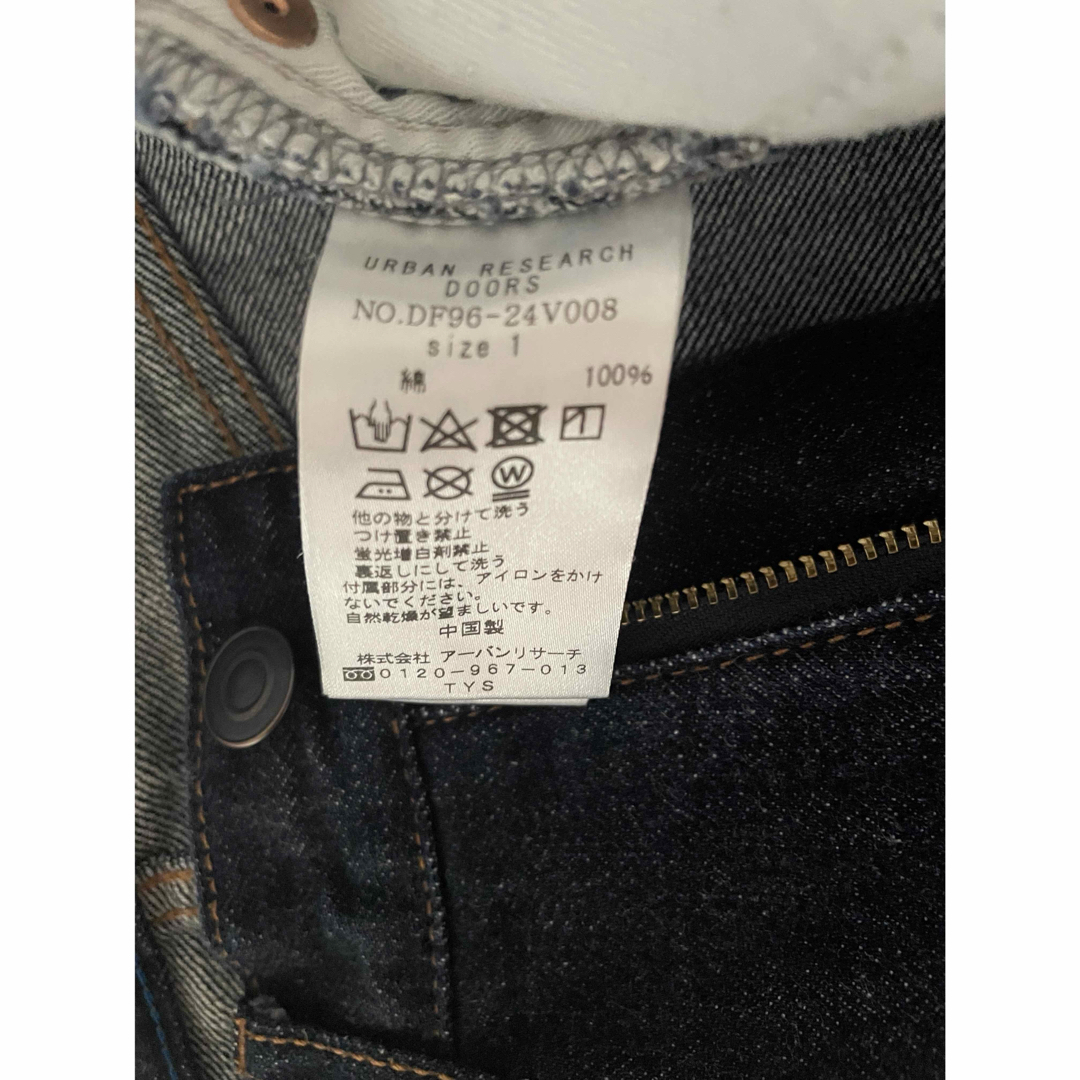 URBAN RESEARCH
DOORS
NO.DF96-24V008
size 1
綿 100%
W
他の物と分けて洗う
つけ置き禁止
蛍光増白剤禁止
裏返しにして洗う
付属部分には、アイロンをかけ
ないでください。
自然乾燥が望ましいです。
中国製
株式会社 アーバンリサーチ
0120-967-013
TYS